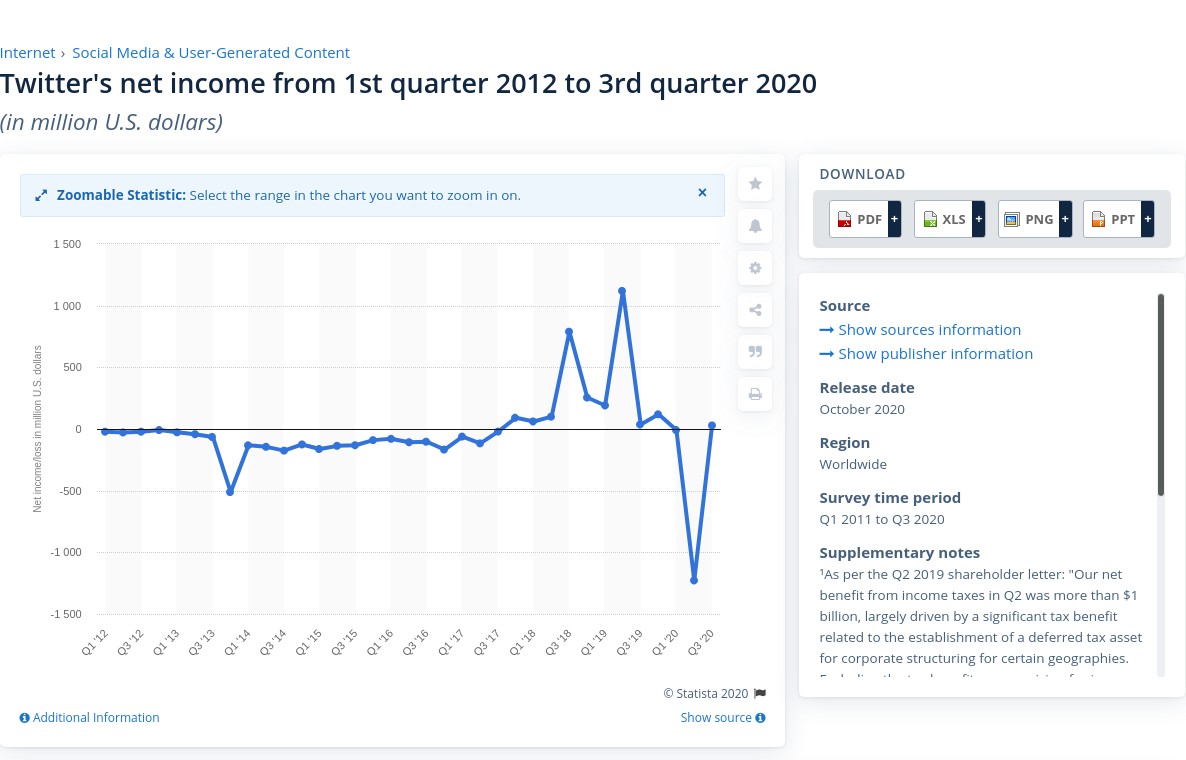 Internet › Social Media & User-Generated Content
Twitter's net income from 1st quarter 2012 to 3rd quarter 2020
(in million U.S. dollars)
Zoomable Statistic: Select the range in the chart you want to zoom in on. ×
1 500
1 000
500
0
-500
-1 000
-1 500
Net income/loss in million U.S. dollars
Q1 '12
Q3 '12
Q1 '13
Q3 '13
Q1 '14
Q3 '14
Q1 '15
Q3 '15
Q1 '16
Q3 '16
Q1 '17
Q3 '17
Q1 '18
Q3 '18
Q1 '19
Q3 '19
Q1 '20
Q3 '20
© Statista 2020
Additional Information
Show source
DOWNLOAD
PDF + XLS + PNG + PPT +
Source
Show sources information
Show publisher information
Release date
October 2020
Region
Worldwide
Survey time period
Q1 2011 to Q3 2020
Supplementary notes
¹As per the Q2 2019 shareholder letter: "Our net
benefit from income taxes in Q2 was more than $1
billion, largely driven by a significant tax benefit
related to the establishment of a deferred tax asset
for corporate structuring for certain geographies.